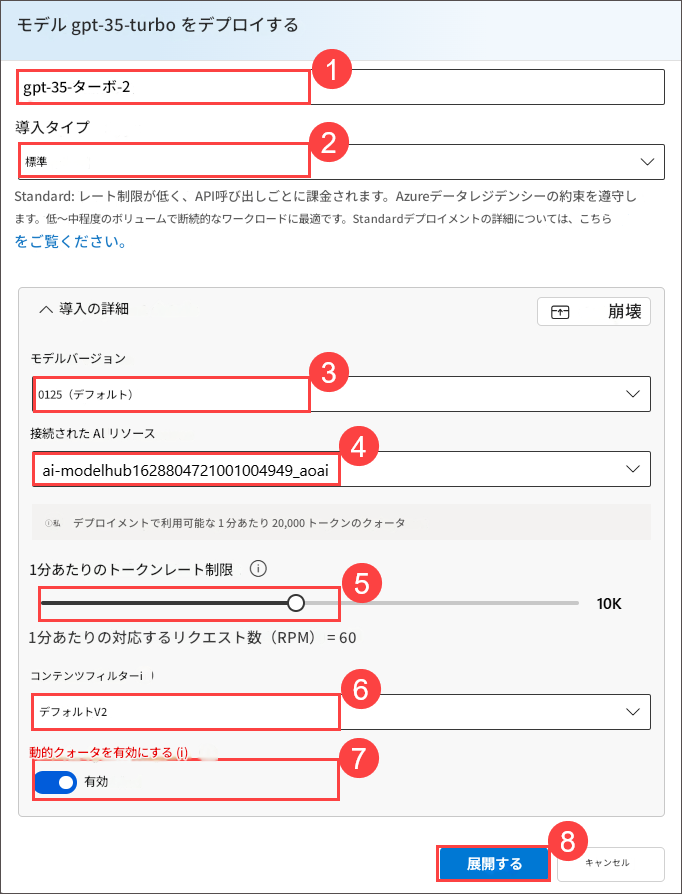 モデル gpt-35-turbo をデプロイする
1
gpt-35-ターボ-2
導入タイプ
2
標準
Standard: レート制限が低く、API呼び出しごとに課金されます。Azureデータレジデンシーの約束を遵守し
ます。低～中程度のボリュームで断続的なワークロードに最適です。Standardデプロイメントの詳細については、こちら
をご覧ください。
導入の詳細
崩壊
モデルバージョン
3
0125（デフォルト）
接続された AI リソース
4
ai-modelhub1628804721001004949_aoai
ⓘ私 デプロイメントで利用可能な 1 分あたり 20,000 トークンのクォータ
1分あたりのトークンレート制限 ⓘ
5
10K
1分あたりの対応するリクエスト数（RPM）= 60
コンテンツフィルターi
6
デフォルトV2
動的クォータを有効にする (i)
7
有効
8
展開する
キャンセル